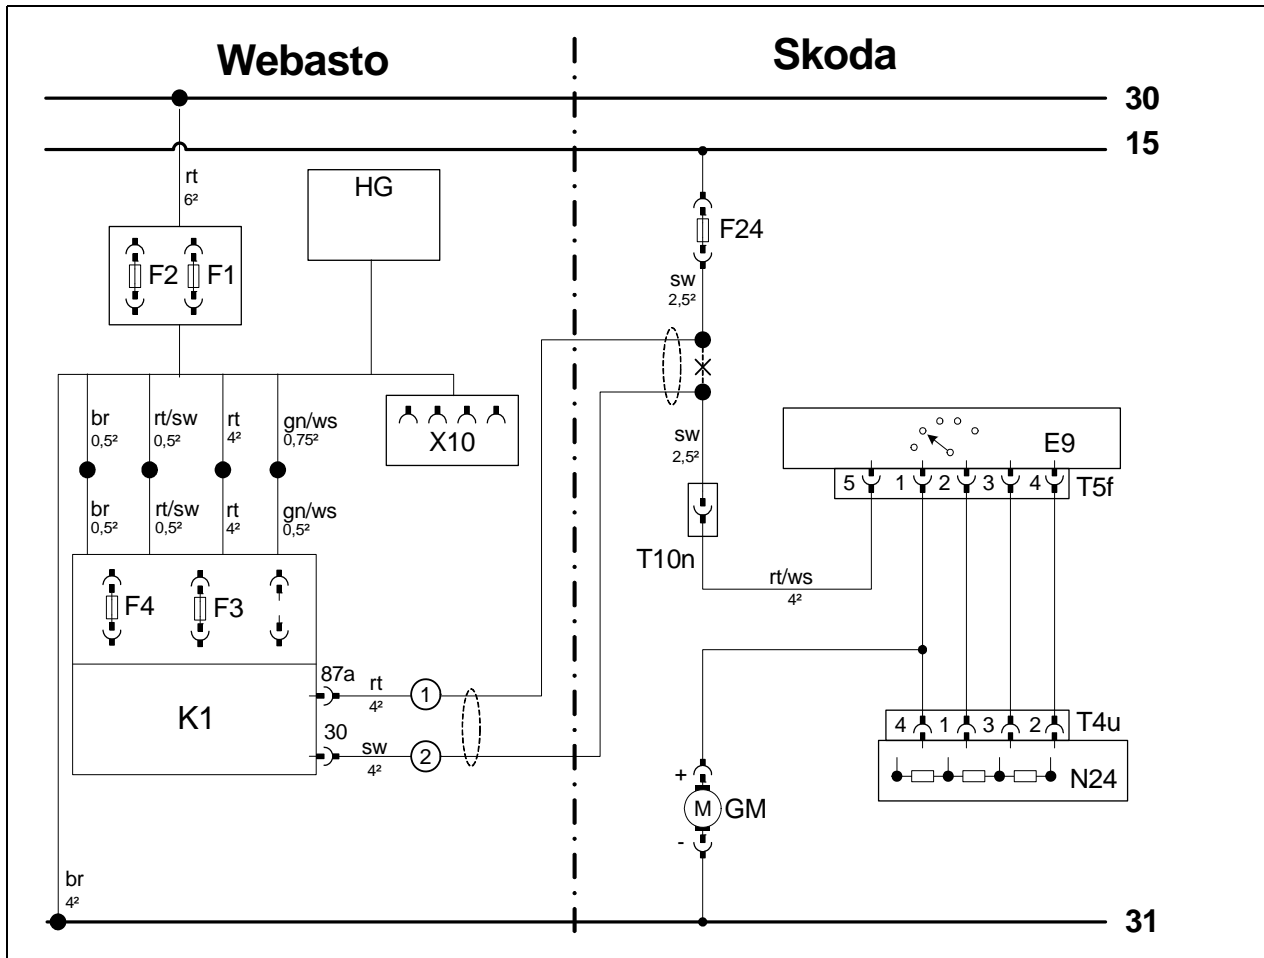 Webasto
Skoda
30
15
rt
6²
HG
F2
F1
F24
sw
2,5²
br
0,5²
rt/sw
0,5²
rt
4²
gn/ws
0,75²
X10
sw
2,5²
E9
5 1 2 3 4
T5f
br
0,5²
rt/sw
0,5²
rt
4²
gn/ws
0,5²
T10n
rt/ws
4²
F4
F3
87a
rt
4²
1
K1
30
sw
4²
2
4 1 3 2
T4u
N24
+
M
GM
-
br
4²
31